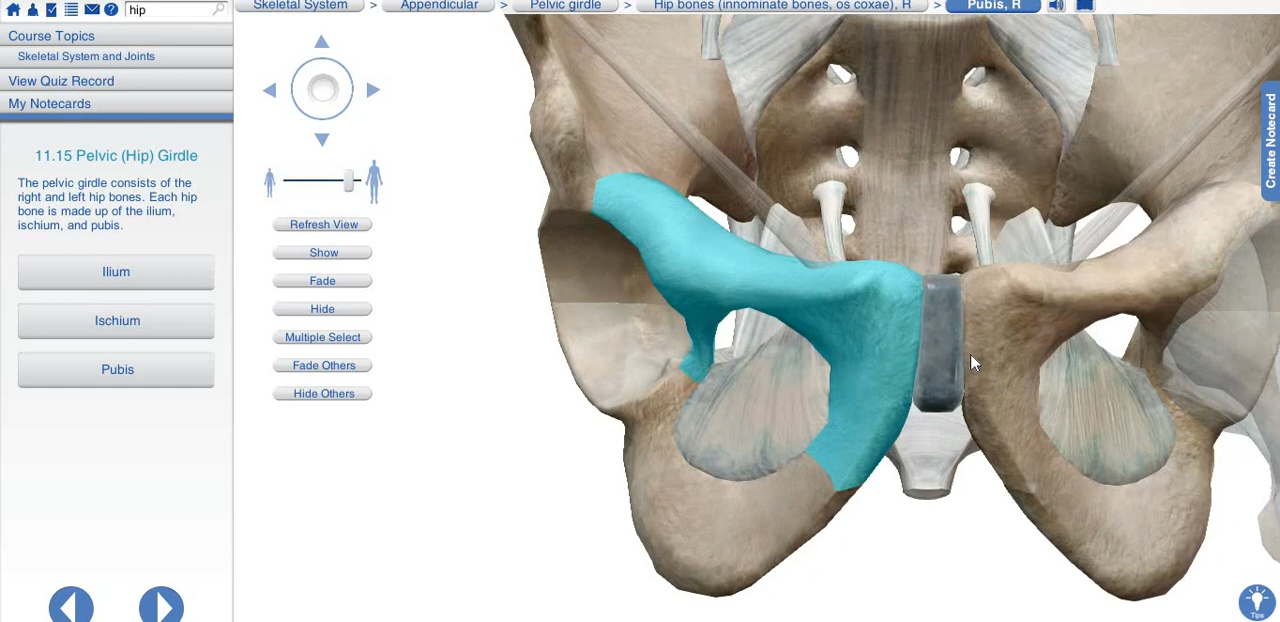 hip
Skeletal System > Appendicular > Pelvic girdle > Hip bones (innominate bones, os coxae), R > Pubis, R
Course Topics
Skeletal System and Joints
View Quiz Record
My Notecards
11.15 Pelvic (Hip) Girdle
The pelvic girdle consists of the
right and left hip bones. Each hip
bone is made up of the ilium,
ischium, and pubis.
Ilium
Ischium
Pubis
Refresh View
Show
Fade
Hide
Multiple Select
Fade Others
Hide Others
Create Notecard
Tips